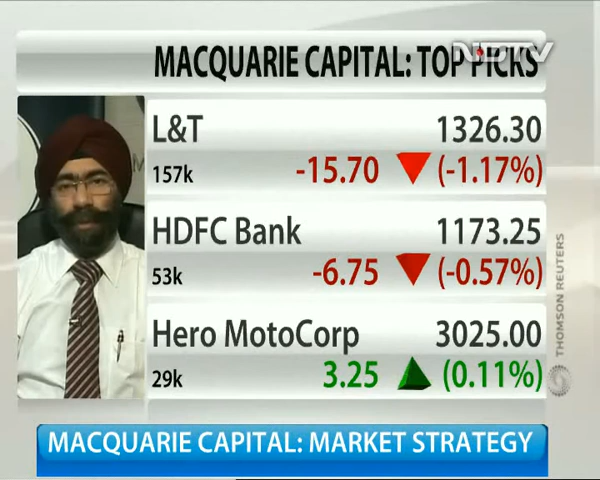 NDTV
MACQUARIE CAPITAL: TOP PICKS
L&T 1326.30
157k -15.70 ▼ (-1.17%)
HDFC Bank 1173.25
53k -6.75 ▼ (-0.57%)
Hero MotoCorp 3025.00
29k 3.25 ▲ (0.11%)
THOMSON REUTERS
MACQUARIE CAPITAL: MARKET STRATEGY